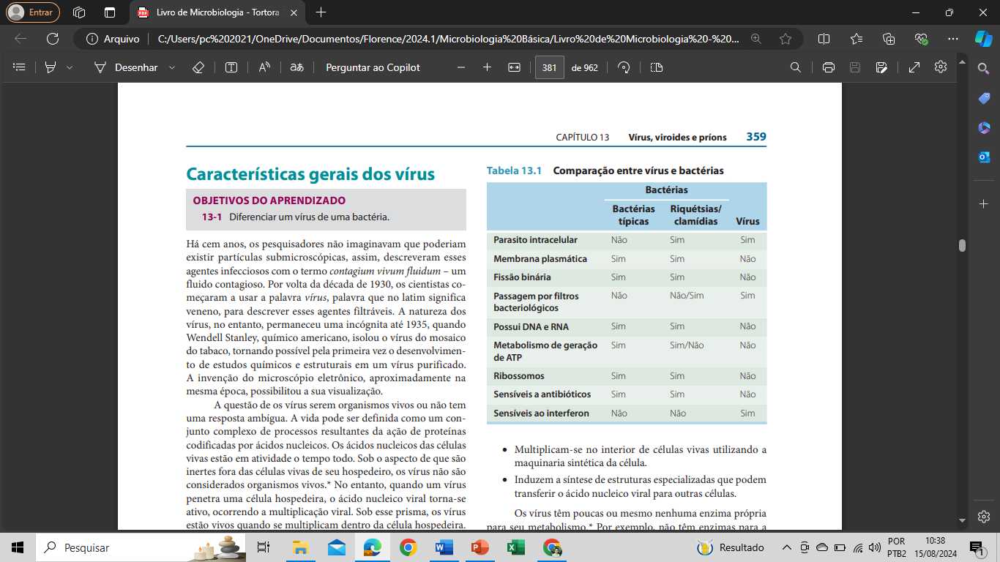 Entrar
Livro de Microbiologia - Tortora
Arquivo
C:/Users/pc%202021/OneDrive/Documentos/Florence/2024.1/Microbiologia%20Básica/Livro%20de%20Microbiologia%20-%20...
Desenhar
aあ
Perguntar ao Copilot
381
de 962
CAPÍTULO 13 Vírus, viroides e príons 359
Características gerais dos vírus
OBJETIVOS DO APRENDIZADO
13-1 Diferenciar um vírus de uma bactéria.
Há cem anos, os pesquisadores não imaginavam que poderiam
existir partículas submicroscópicas, assim, descreveram esses
agentes infecciosos com o termo contagium vivum fluidum – um
fluido contagioso. Por volta da década de 1930, os cientistas co-
meçaram a usar a palavra vírus, palavra que no latim significa
veneno, para descrever esses agentes filtráveis. A natureza dos
vírus, no entanto, permaneceu uma incógnita até 1935, quando
Wendell Stanley, químico americano, isolou o vírus do mosaico
do tabaco, tornando possível pela primeira vez o desenvolvimen-
to de estudos químicos e estruturais em um vírus purificado.
A invenção do microscópio eletrônico, aproximadamente na
mesma época, possibilitou a sua visualização.
A questão de os vírus serem organismos vivos ou não tem
uma resposta ambígua. A vida pode ser definida como um con-
junto complexo de processos resultantes da ação de proteínas
codificadas por ácidos nucleicos. Os ácidos nucleicos das células
vivas estão em atividade o tempo todo. Sob o aspecto de que são
inertes fora das células vivas de seu hospedeiro, os vírus não são
considerados organismos vivos.* No entanto, quando um vírus
penetra uma célula hospedeira, o ácido nucleico viral torna-se
ativo, ocorrendo a multiplicação viral. Sob esse prisma, os vírus
estão vivos quando se multiplicam dentro da célula hospedeira.
Tabela 13.1 Comparação entre vírus e bactérias
Bactérias
Bactérias típicas
Riquétsias/ clamídias
Vírus
Parasito intracelular Não Sim Sim
Membrana plasmática Sim Sim Não
Fissão binária Sim Sim Não
Passagem por filtros Não Não/Sim Sim
bacteriológicos
Possui DNA e RNA Sim Sim Não
Metabolismo de geração Sim Sim/Não Não
de ATP
Ribossomos Sim Sim Não
Sensíveis a antibióticos Sim Sim Não
Sensíveis ao interferon Não Não Sim
• Multiplicam-se no interior de células vivas utilizando a
maquinaria sintética da célula.
• Induzem a síntese de estruturas especializadas que podem
transferir o ácido nucleico viral para outras células.
Os vírus têm poucas ou mesmo nenhuma enzima própria
para seu metabolismo.* Por exemplo, não têm enzimas para a
Pesquisar
Resultado
POR
PTB2
10:38
15/08/2024
1